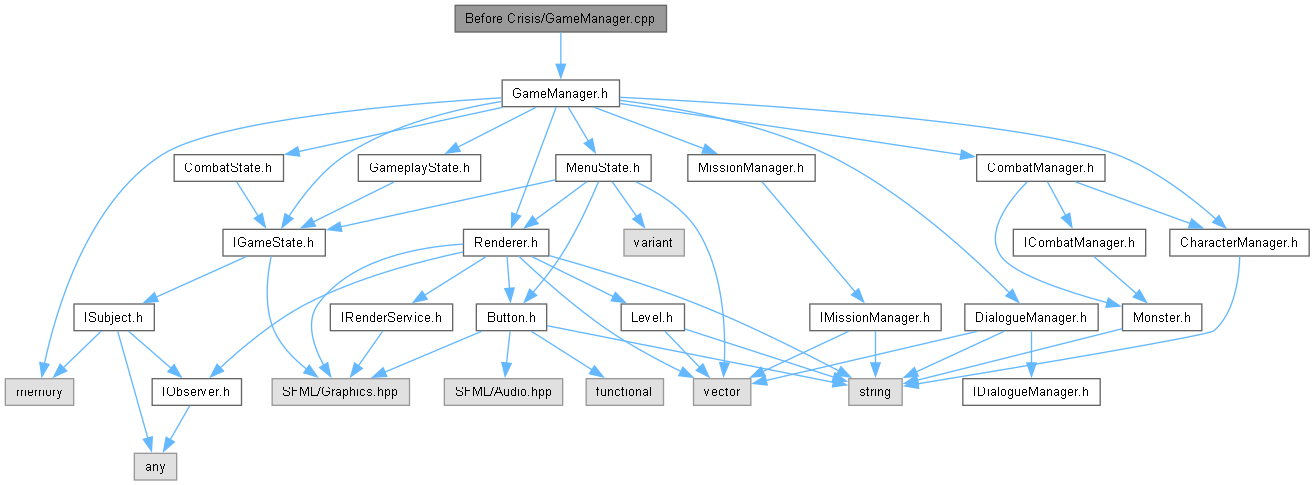 Before Crisis/GameManager.cpp
GameManager.h
CombatState.h
GameplayState.h
MenuState.h
MissionManager.h
CombatManager.h
IGameState.h
Renderer.h
variant
ICombatManager.h
CharacterManager.h
ISubject.h
IRenderService.h
Button.h
Level.h
IMissionManager.h
DialogueManager.h
Monster.h
memory
IObserver.h
SFML/Graphics.hpp
SFML/Audio.hpp
functional
vector
string
IDialogueManager.h
any